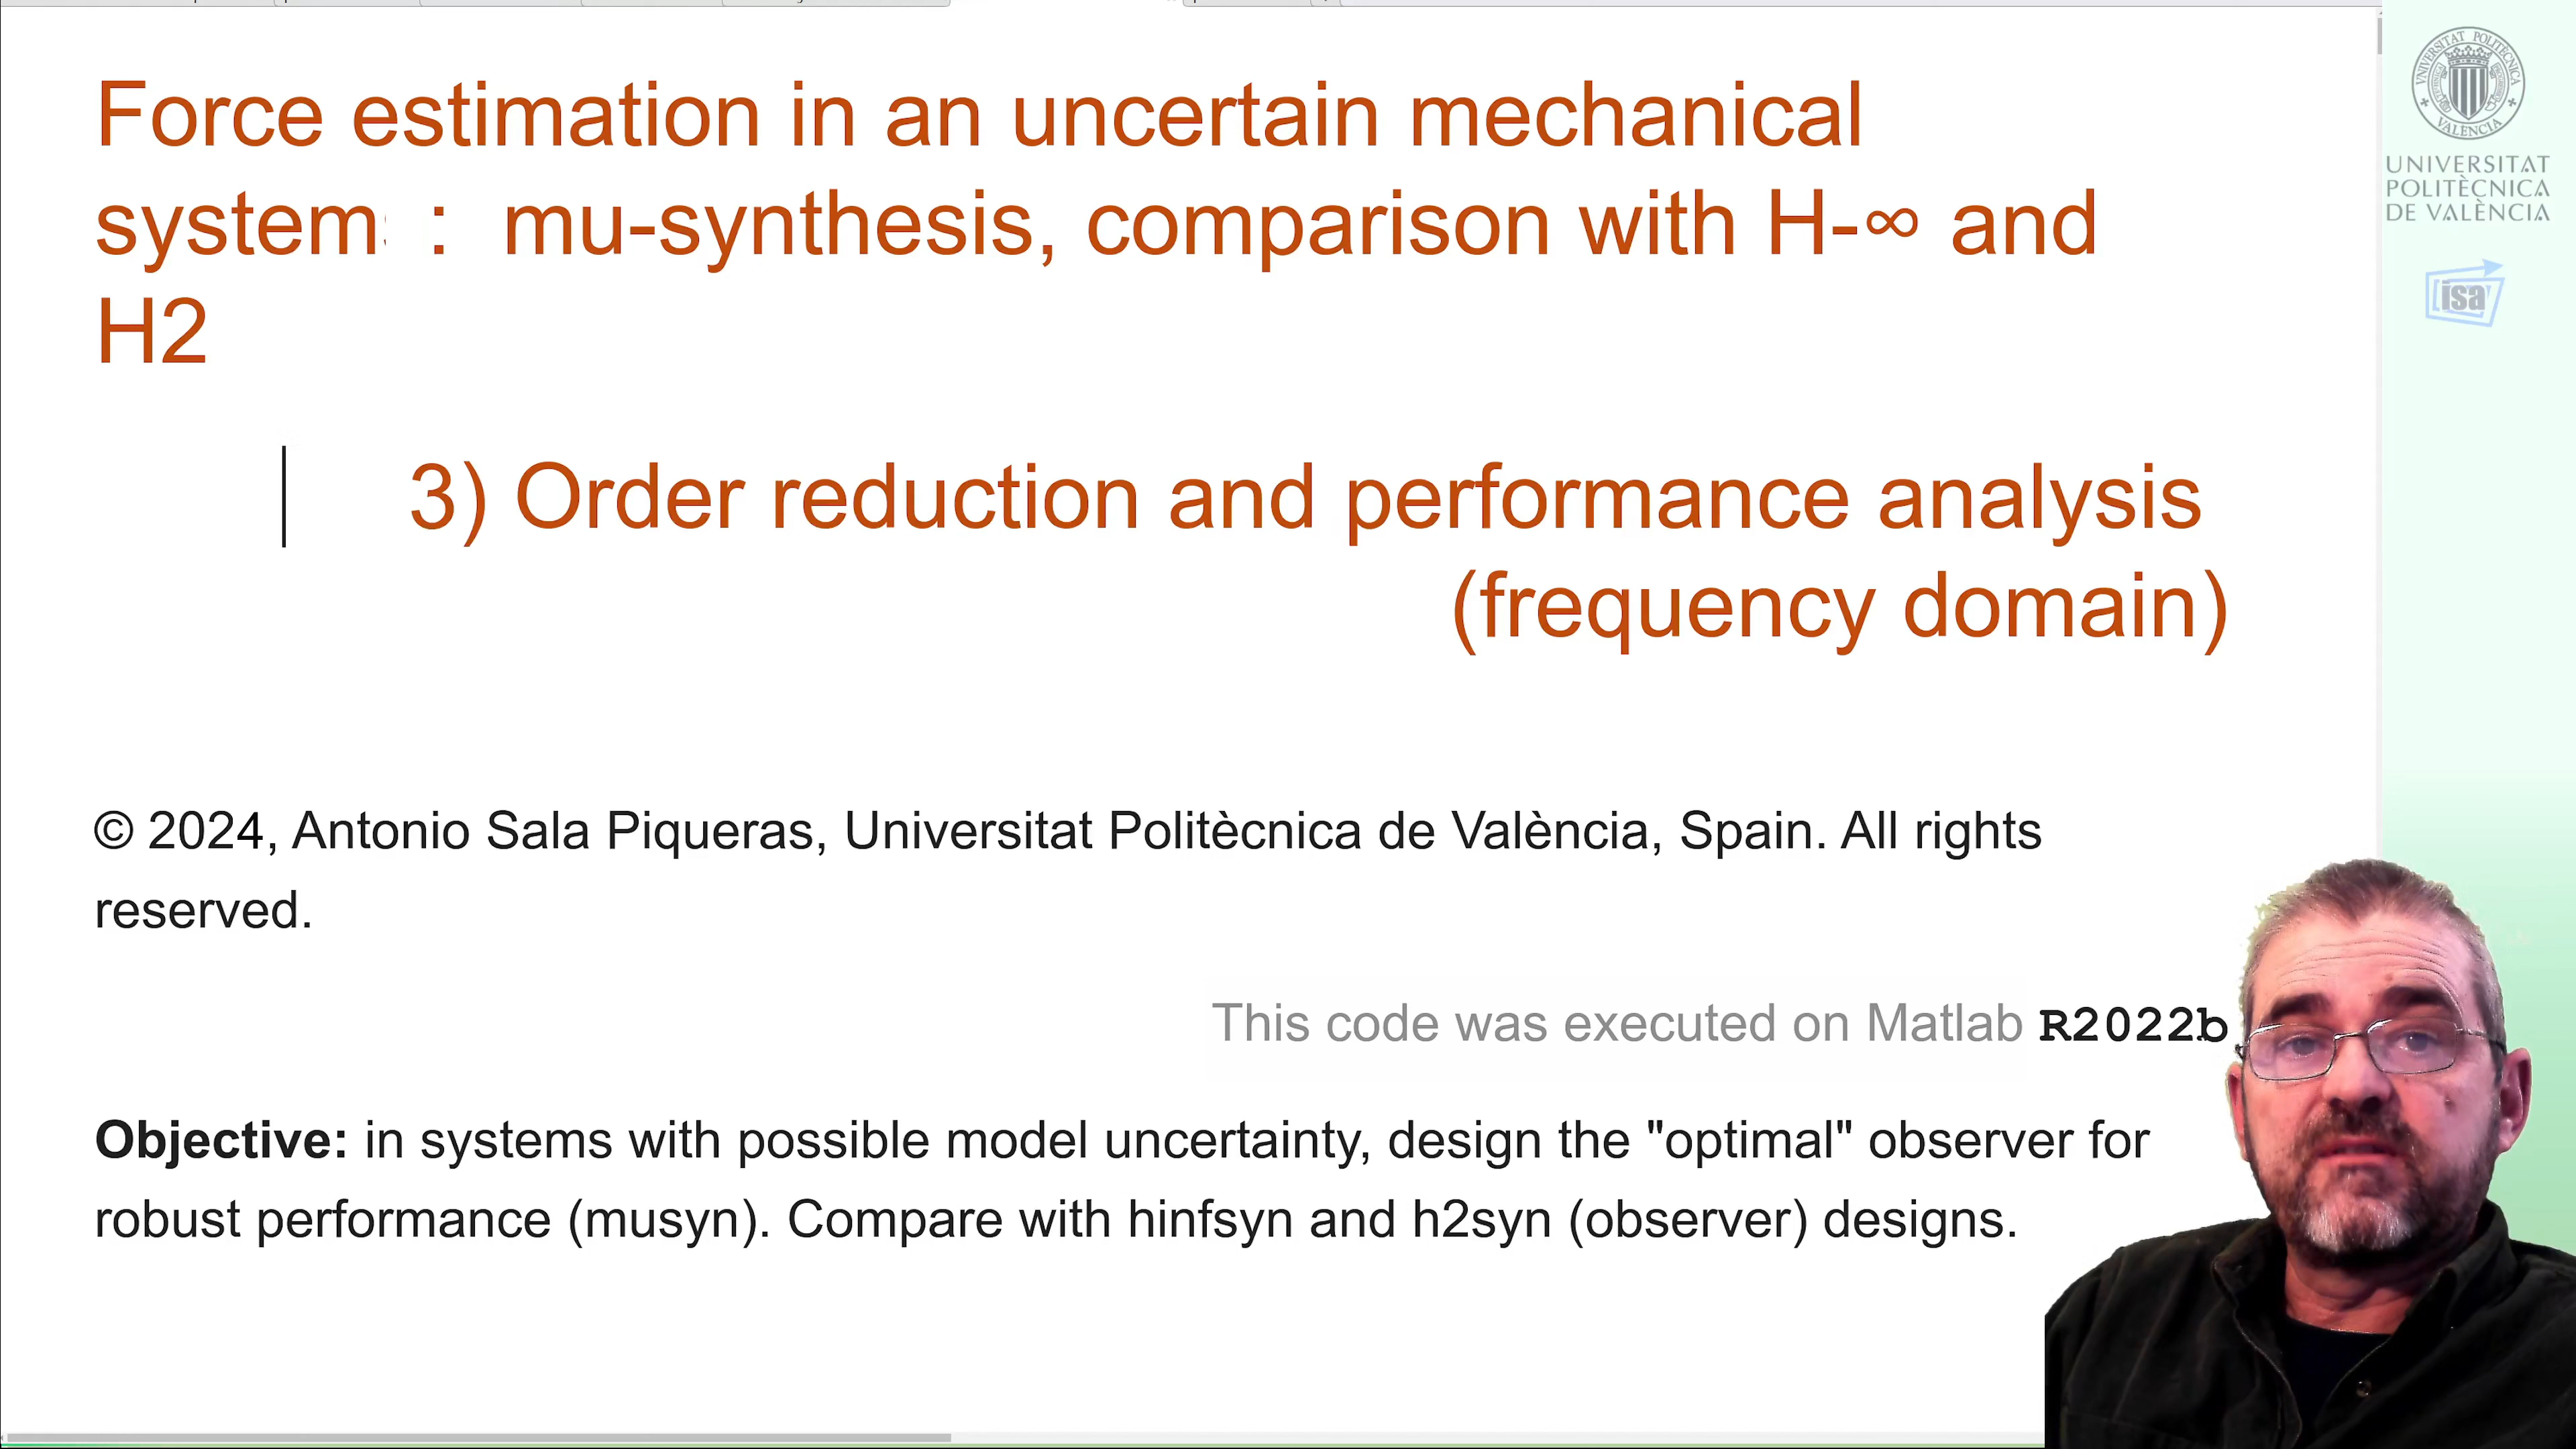 Force estimation in an uncertain mechanical
system : mu-synthesis, comparison with H-∞ and
H2
3) Order reduction and performance analysis
(frequency domain)
© 2024, Antonio Sala Piqueras, Universitat Politècnica de València, Spain. All rights
reserved.
This code was executed on Matlab R2022b
Objective: in systems with possible model uncertainty, design the "optimal" observer for
robust performance (musyn). Compare with hinfsyn and h2syn (observer) designs.
UNIVERSITAT
POLITÈCNICA
DE VALÈNCIA
isa